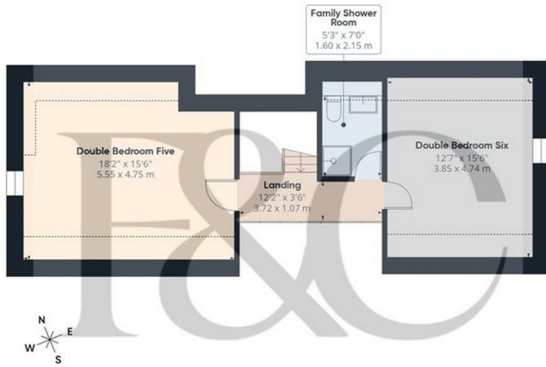 Family Shower
Room
5'3" x 7'0"
1.60 x 2.15 m
Double Bedroom Five
18'2" x 15'6"
5.55 x 4.75 m
Double Bedroom Six
12'7" x 15'6"
3.85 x 4.74 m
Landing
12'2" x 3'6"
3.72 x 1.07 m
F&C
N
E
W
S